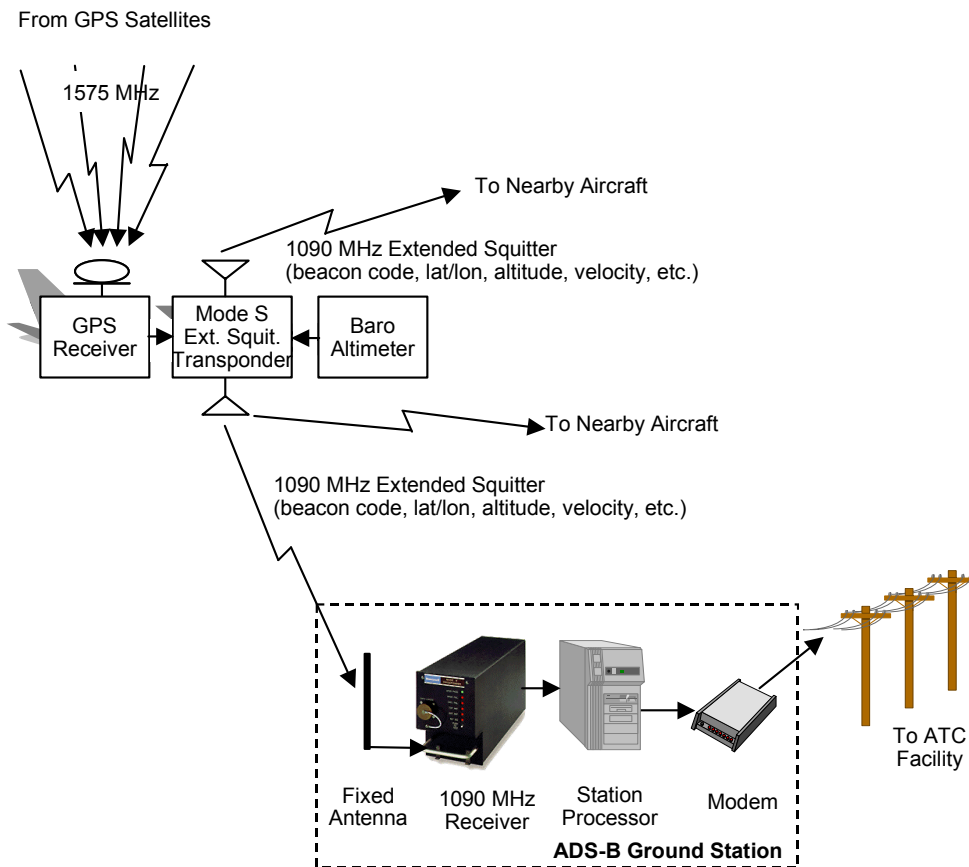 From GPS Satellites
1575 MHz
To Nearby Aircraft
1090 MHz Extended Squitter
(beacon code, lat/lon, altitude, velocity, etc.)
GPS
Receiver
Mode S
Ext. Squit.
Transponder
Baro
Altimeter
To Nearby Aircraft
1090 MHz Extended Squitter
(beacon code, lat/lon, altitude, velocity, etc.)
To ATC
Facility
Fixed
Antenna
1090 MHz
Receiver
Station
Processor
Modem
ADS-B Ground Station